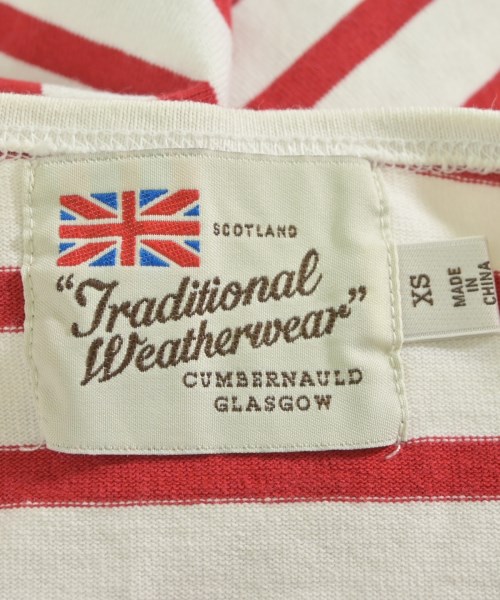 SCOTLAND
"Traditional
Weatherwear"
CUMBERNAULD
GLASGOW
XS
MADE
IN
CHINA